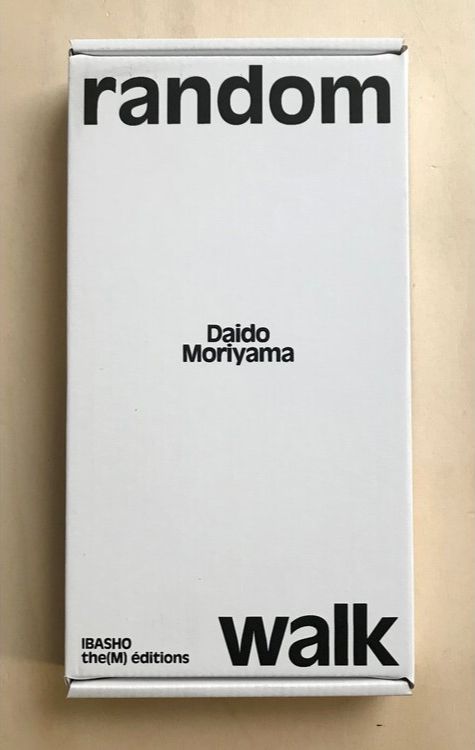 random
Daido
Moriyama
IBASHO
the(M) éditions
walk